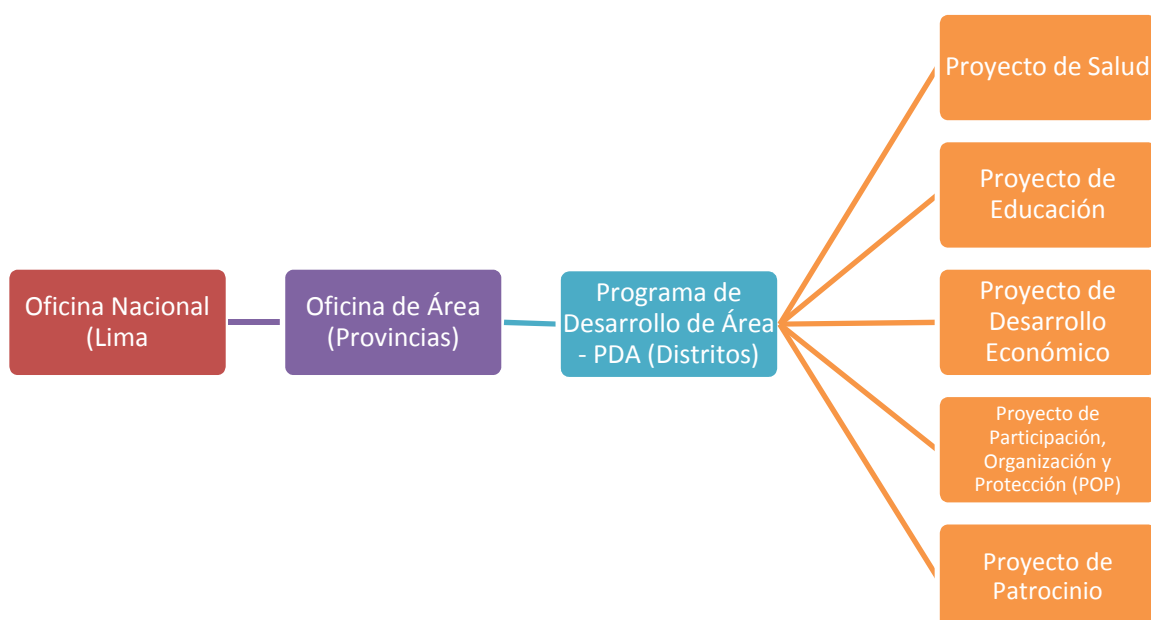 Oficina Nacional
(Lima
Oficina de Área
(Provincias)
Programa de
Desarrollo de Área
- PDA (Distritos)
Proyecto de Salud
Proyecto de
Educación
Proyecto de
Desarrollo
Económico
Proyecto de
Participación,
Organización y
Protección (POP)
Proyecto de
Patrocinio